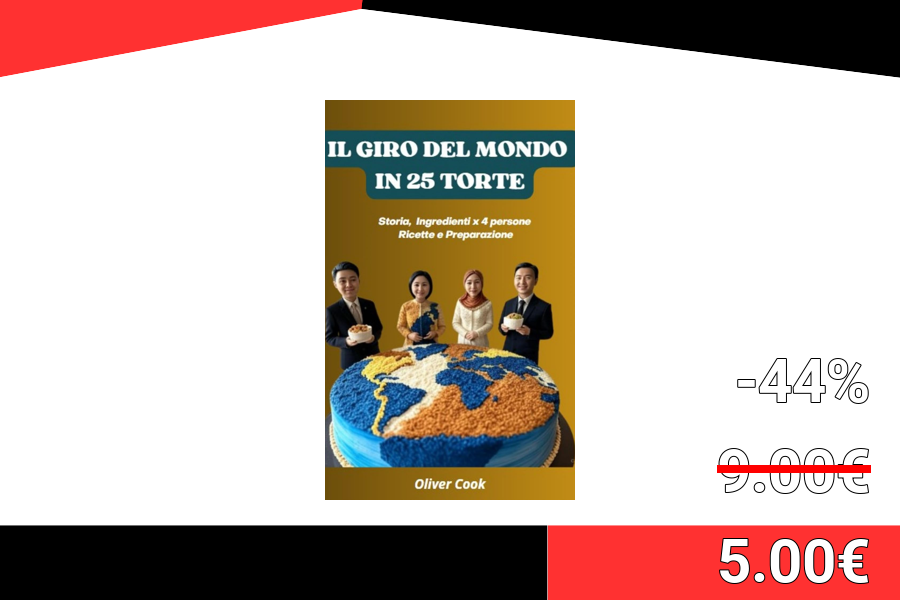 IL GIRO DEL MONDO
IN 25 TORTE
Storia, Ingredienti x 4 persone
Ricette e Preparazione
Oliver Cook
-44%
9.00€
5.00€